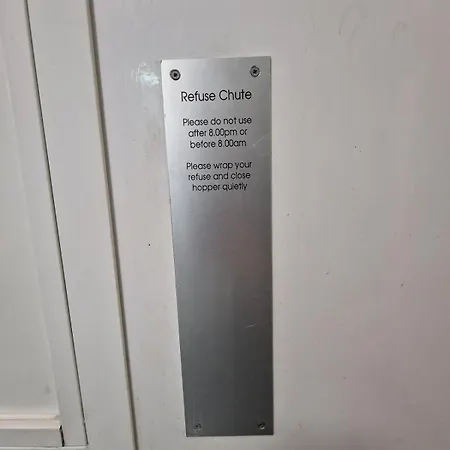 Refuse Chute
Please do not use
after 8.00pm or
before 8.00am
Please wrap your
refuse and close
hopper quietly